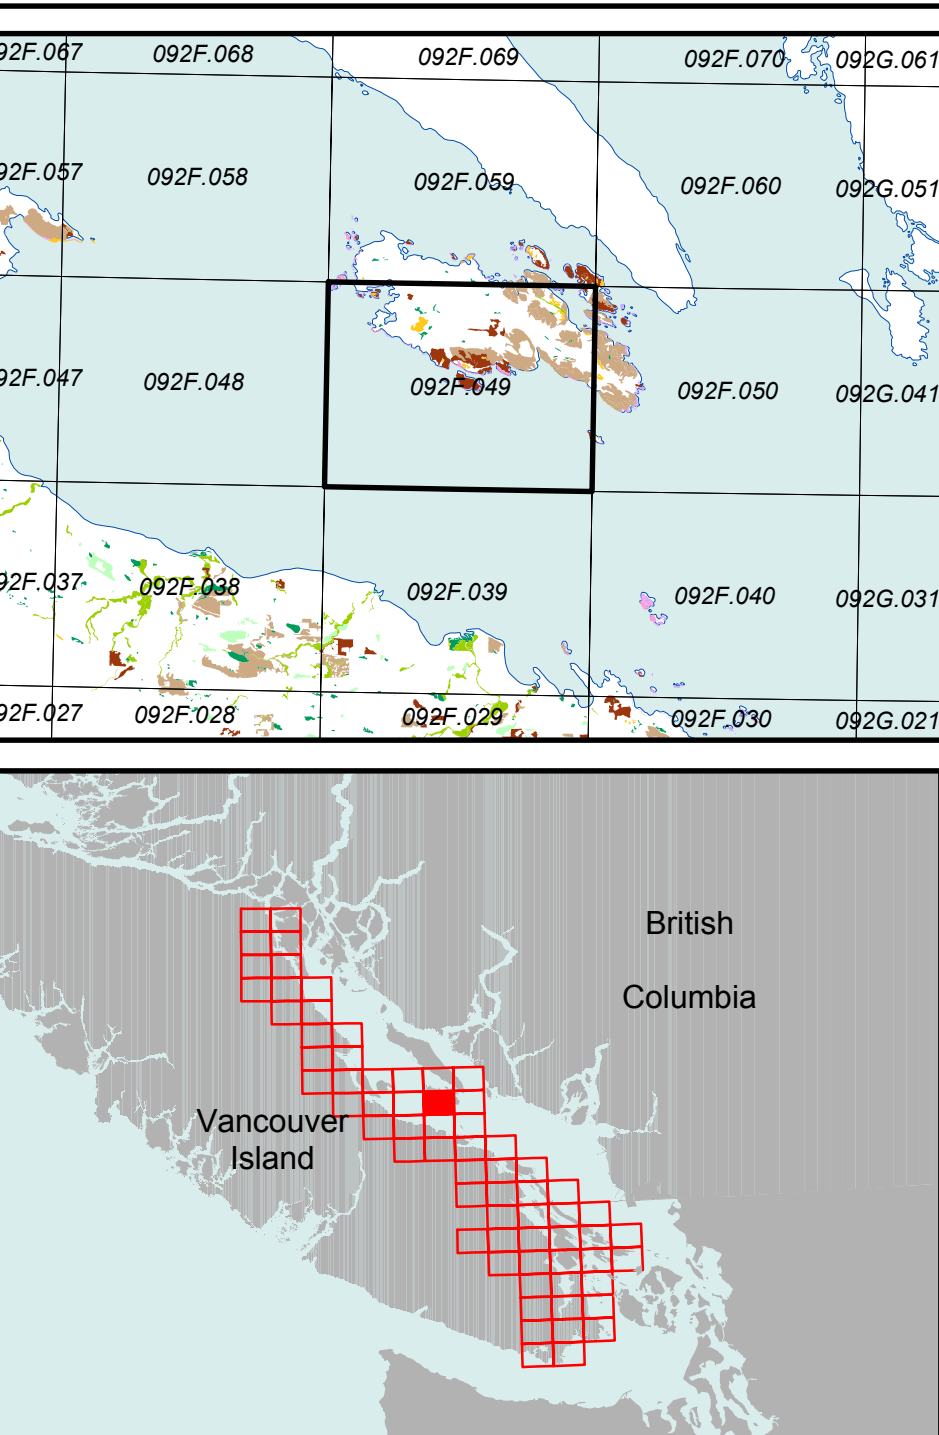 92F.067 092F.068 092F.069 092F.070 092G.061
92F.057 092F.058 092F.059 092F.060 092G.051
92F.047 092F.048 092F.049 092F.050 092G.041
92F.037 092F.038 092F.039 092F.040 092G.031
92F.027 092F.028 092F.029 092F.030 092G.021
British
Columbia
Vancouver
Island